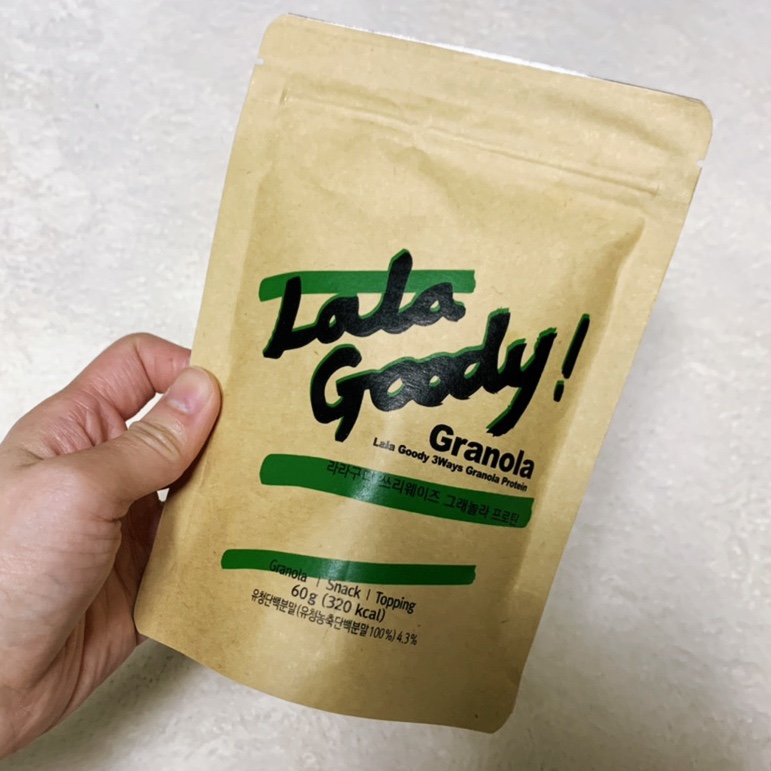 Lala
Goody!
Granola
Lala Goody 3Ways Granola Protein
라라구디 쓰리웨이즈 그래놀라 프로틴
Granola | Snack | Topping
60g (320 kcal)
유청단백분말(유청농축단백분말100%)4.3%